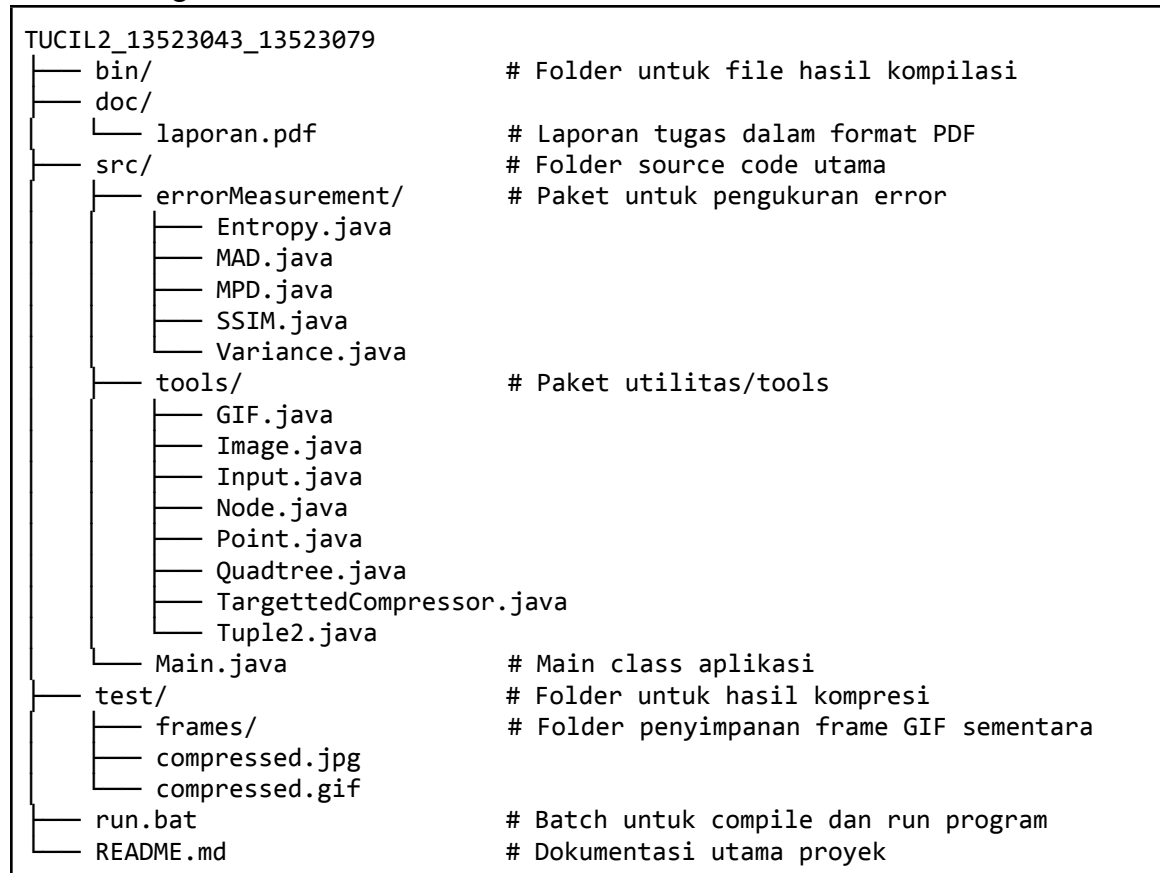 TUCIL2_13523043_13523079
├── bin/ # Folder untuk file hasil kompilasi
├── doc/
│   └── laporan.pdf # Laporan tugas dalam format PDF
├── src/ # Folder source code utama
│   ├── errorMeasurement/ # Paket untuk pengukuran error
│   │   ├── Entropy.java
│   │   ├── MAD.java
│   │   ├── MPD.java
│   │   ├── SSIM.java
│   │   └── Variance.java
│   ├── tools/ # Paket utilitas/tools
│   │   ├── GIF.java
│   │   ├── Image.java
│   │   ├── Input.java
│   │   ├── Node.java
│   │   ├── Point.java
│   │   ├── Quadtree.java
│   │   ├── TargettedCompressor.java
│   │   └── Tuple2.java
│   └── Main.java # Main class aplikasi
├── test/ # Folder untuk hasil kompresi
│   ├── frames/ # Folder penyimpanan frame GIF sementara
│   ├── compressed.jpg
│   └── compressed.gif
├── run.bat # Batch untuk compile dan run program
└── README.md # Dokumentasi utama proyek